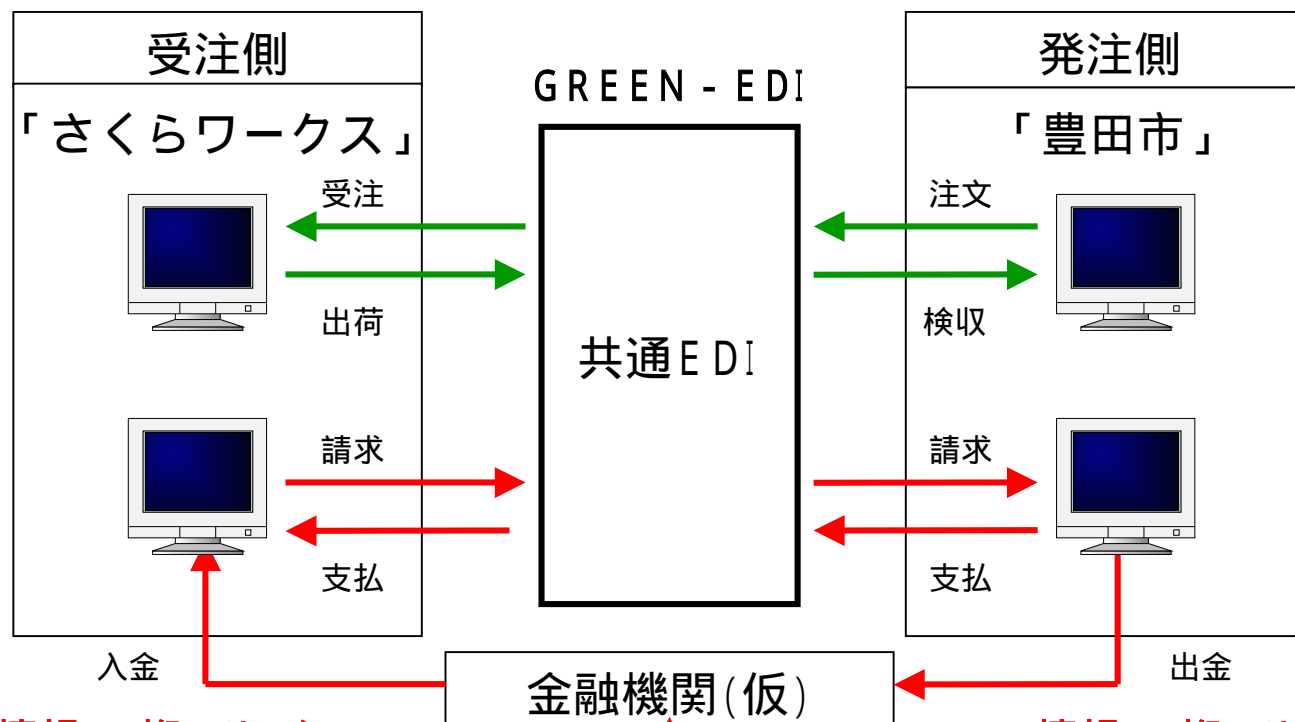 受注側
発注側
GREEN-EDI
「さくらワークス」
「豊田市」
受注
注文
出荷
検収
共通EDI
請求
請求
支払
支払
入金
出金
金融機関(仮)